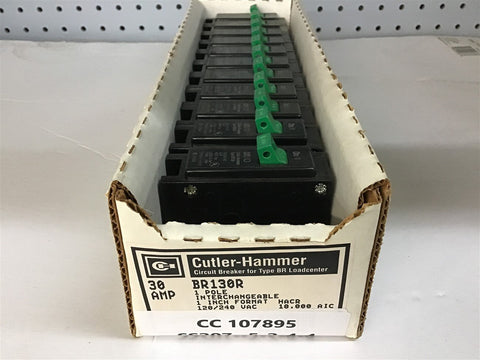 Cutler-Hammer
Circuit Breaker for Type BR Loadcenter
30 AMP
BR130R
1 POLE
INTERCHANGEABLE
1 INCH FORMAT HACR
120/240 VAC 10,000 AIC
CC 107895